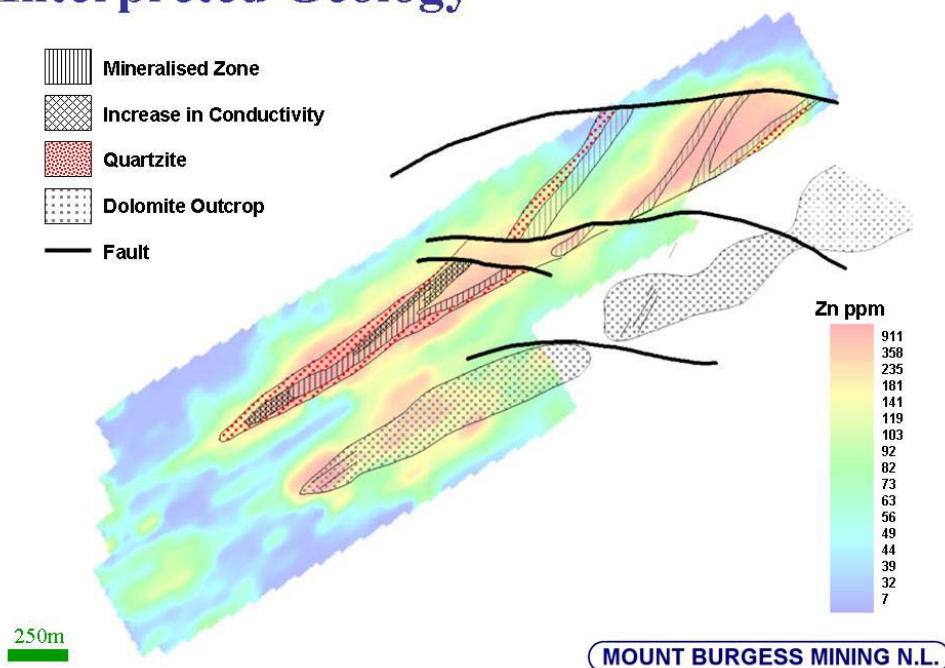 Interpreted Geology
Mineralised Zone
Increase in Conductivity
Quartzite
Dolomite Outcrop
Fault
Zn ppm
911
358
235
181
141
119
103
92
82
73
63
56
49
44
39
32
7
250m
MOUNT BURGESS MINING N.L.